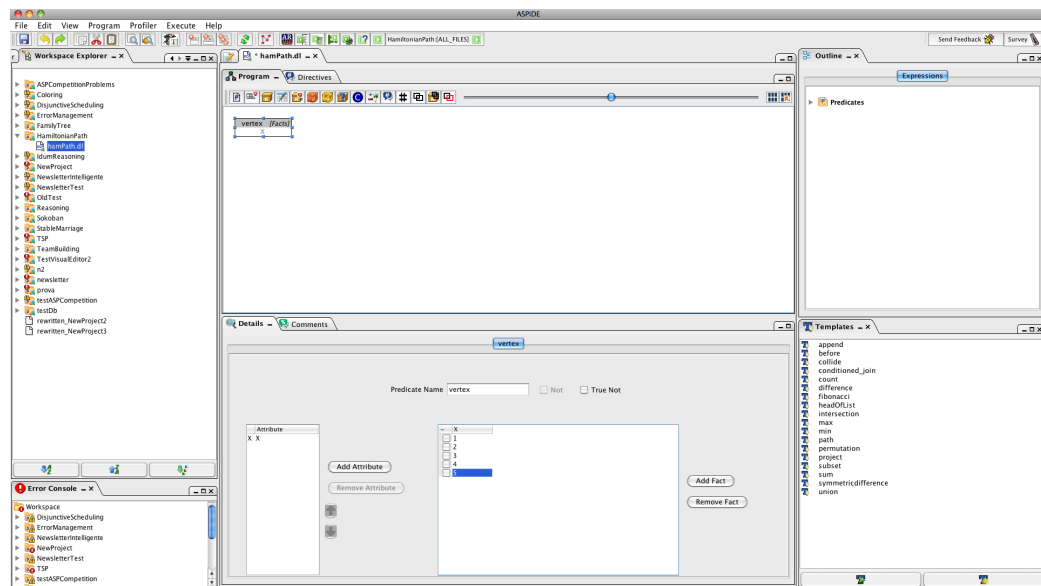 ASPIDE
File Edit View Program Profiler Execute Help
HamiltonianPath:[ALL_FILES]
Send Feedback Survey
Workspace Explorer
ASPCompetitionProblems
Coloring
DisjunctiveScheduling
ErrorManagement
FamilyTree
HamiltonianPath
hamPath.dl
IdumReasoning
NewProject
NewsletterIntelligente
NewsletterTest
OldTest
Reasoning
Sokoban
StableMarriage
TSP
TeamBuilding
TestVisualEditor2
n2
newsletter
prova
testASPCompetition
testDb
rewritten_NewProject2
rewritten_NewProject3
Error Console
Workspace
DisjunctiveScheduling
ErrorManagement
NewsletterIntelligente
NewProject
NewsletterTest
TSP
testASPCompetition
* hamPath.dl
Program Directives
vertex [Facts]
X
Details Comments
vertex
Predicate Name vertex Not True Not
Attribute
X X
Add Attribute
Remove Attribute
- X
1
2
3
4
5
Add Fact
Remove Fact
Outline
Expressions
Predicates
Templates
append
before
collide
conditioned_join
count
difference
fibonacci
headOfList
intersection
max
min
path
permutation
project
subset
sum
symmetricdifference
union